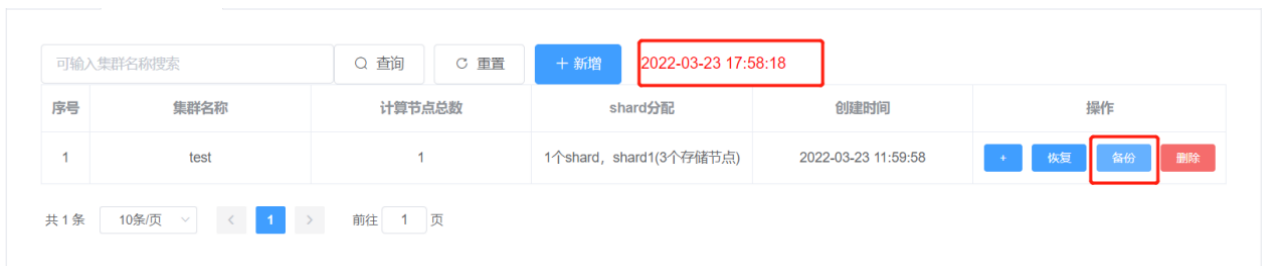 可输入集群名称搜索 查询 重置 + 新增 2022-03-23 17:58:18
序号 集群名称 计算节点总数 shard分配 创建时间 操作
1 test 1 1个shard，shard1(3个存储节点) 2022-03-23 11:59:58 + 恢复 备份 删除
共 1 条 10条/页 < 1 > 前往 1 页